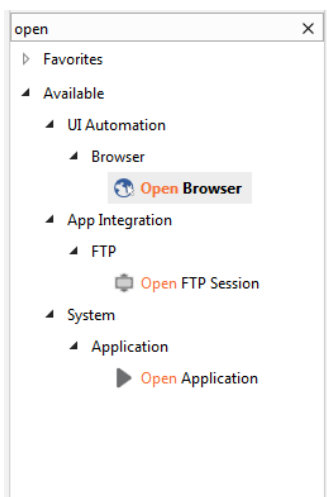 open
Favorites
Available
UI Automation
Browser
Open Browser
App Integration
FTP
Open FTP Session
System
Application
Open Application